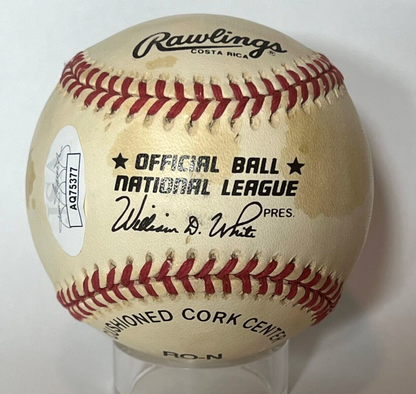 Rawlings®
COSTA RICA
★ OFFICIAL BALL ★
NATIONAL LEAGUE
William D. White PRES.
CUSHIONED CORK CENTER
RO-N
AQ75377